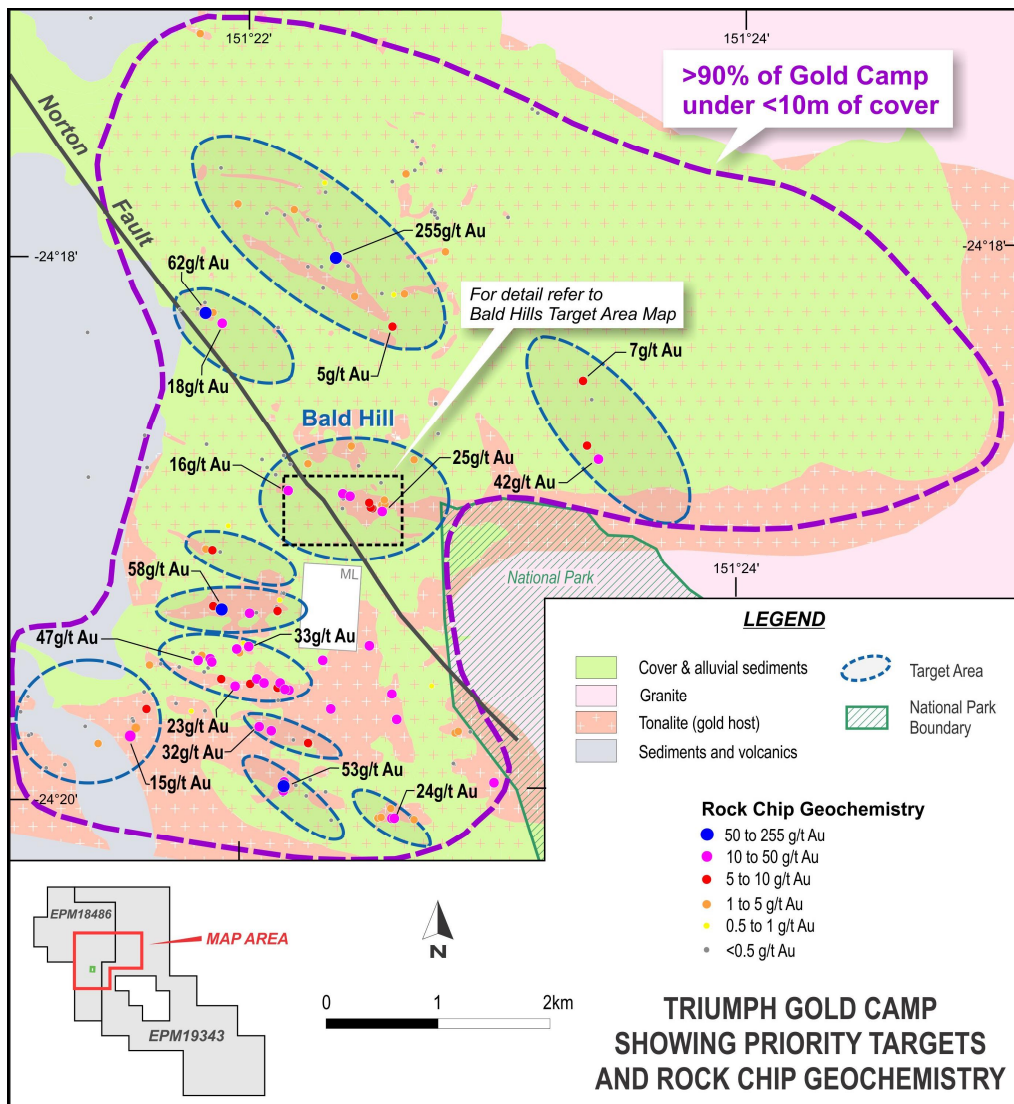 151°22'
151°24'
>90% of Gold Camp
under <10m of cover
Norton
Fault
255g/t Au
-24°18'
-24°18'
62g/t Au
For detail refer to
Bald Hills Target Area Map
7g/t Au
5g/t Au
18g/t Au
Bald Hill
16g/t Au
25g/t Au
42g/t Au
151°24'
National Park
ML
58g/t Au
47g/t Au
33g/t Au
23g/t Au
32g/t Au
15g/t Au
53g/t Au
-24°20'
24g/t Au
LEGEND
Cover & alluvial sediments
Granite
Tonalite (gold host)
Sediments and volcanics
Target Area
National Park
Boundary
Rock Chip Geochemistry
50 to 255 g/t Au
10 to 50 g/t Au
5 to 10 g/t Au
1 to 5 g/t Au
0.5 to 1 g/t Au
<0.5 g/t Au
EPM18486
MAP AREA
EPM19343
N
0 1 2km
TRIUMPH GOLD CAMP
SHOWING PRIORITY TARGETS
AND ROCK CHIP GEOCHEMISTRY